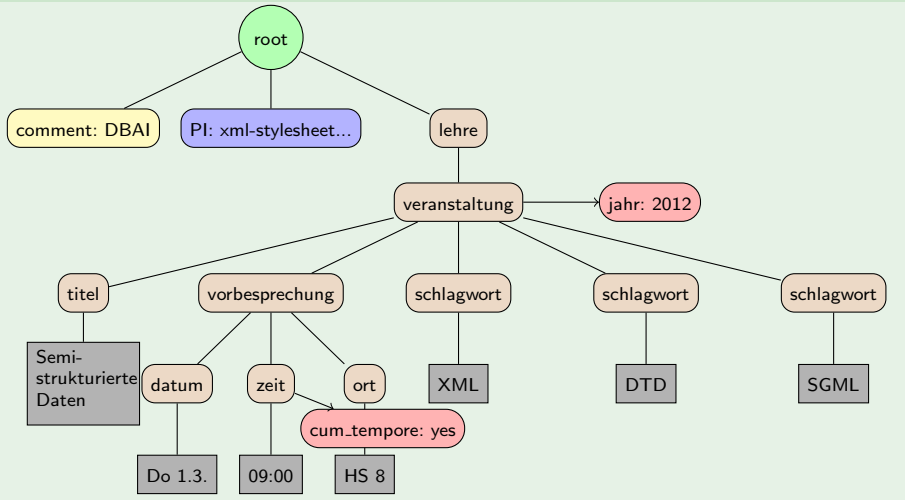 root
comment: DBAI
PI: xml-stylesheet...
lehre
veranstaltung
jahr: 2012
titel
vorbesprechung
schlagwort
schlagwort
schlagwort
Semi-
strukturierte
Daten
datum
zeit
ort
XML
DTD
SGML
cum_tempore: yes
Do 1.3.
09:00
HS 8